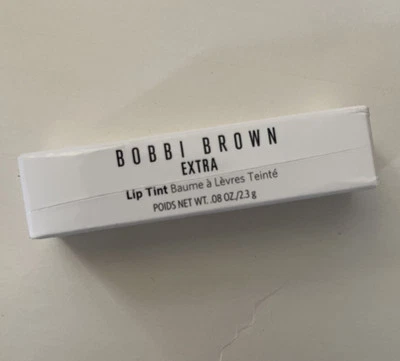 BOBBI BROWN
EXTRA
Lip Tint Baume à Lèvres Teinté
POIDS NET WT. .08 OZ./2.3 g